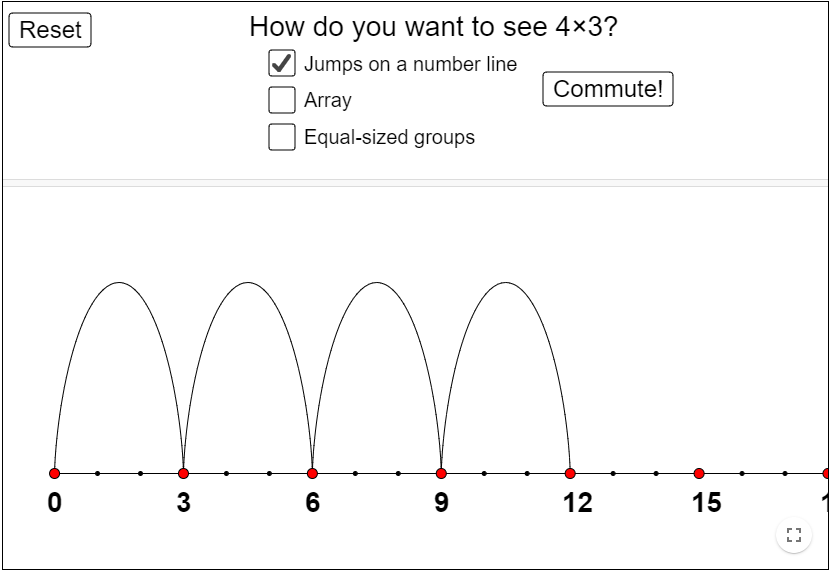 Reset
How do you want to see 4×3?
Jumps on a number line
Array
Commute!
Equal-sized groups
0 3 6 9 12 15